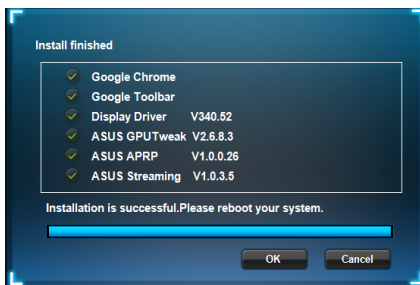 Install finished
Google Chrome
Google Toolbar
Display Driver V340.52
ASUS GPUTweak V2.6.8.3
ASUS APRP V1.0.0.26
ASUS Streaming V1.0.3.5
Installation is successful.Please reboot your system.
OK Cancel